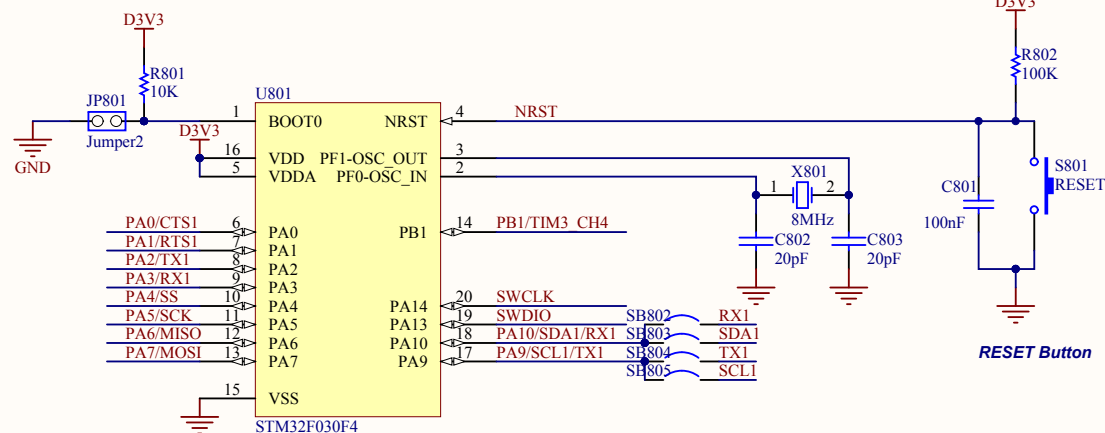 D3V3
D3V3
R801
10K
R802
100K
U801
JP801
Jumper2
GND
D3V3
1
BOOT0
NRST
4
NRST
16
VDD
PF1-OSC_OUT
3
5
VDDA
PF0-OSC_IN
2
X801
1
2
8MHz
S801
RESET
C801
100nF
C802
20pF
C803
20pF
PA0/CTS1
6
PA0
PB1
14
PB1/TIM3_CH4
PA1/RTS1
7
PA1
PA2/TX1
8
PA2
PA3/RX1
9
PA3
PA4/SS
10
PA4
PA14
20
SWCLK
PA5/SCK
11
PA5
PA13
19
SWDIO
SB802
RX1
PA6/MISO
12
PA6
PA10
18
PA10/SDA1/RX1
SB803
SDA1
PA7/MOSI
13
PA7
PA9
17
PA9/SCL1/TX1
SB804
TX1
SB805
SCL1
RESET Button
15
VSS
STM32F030F4